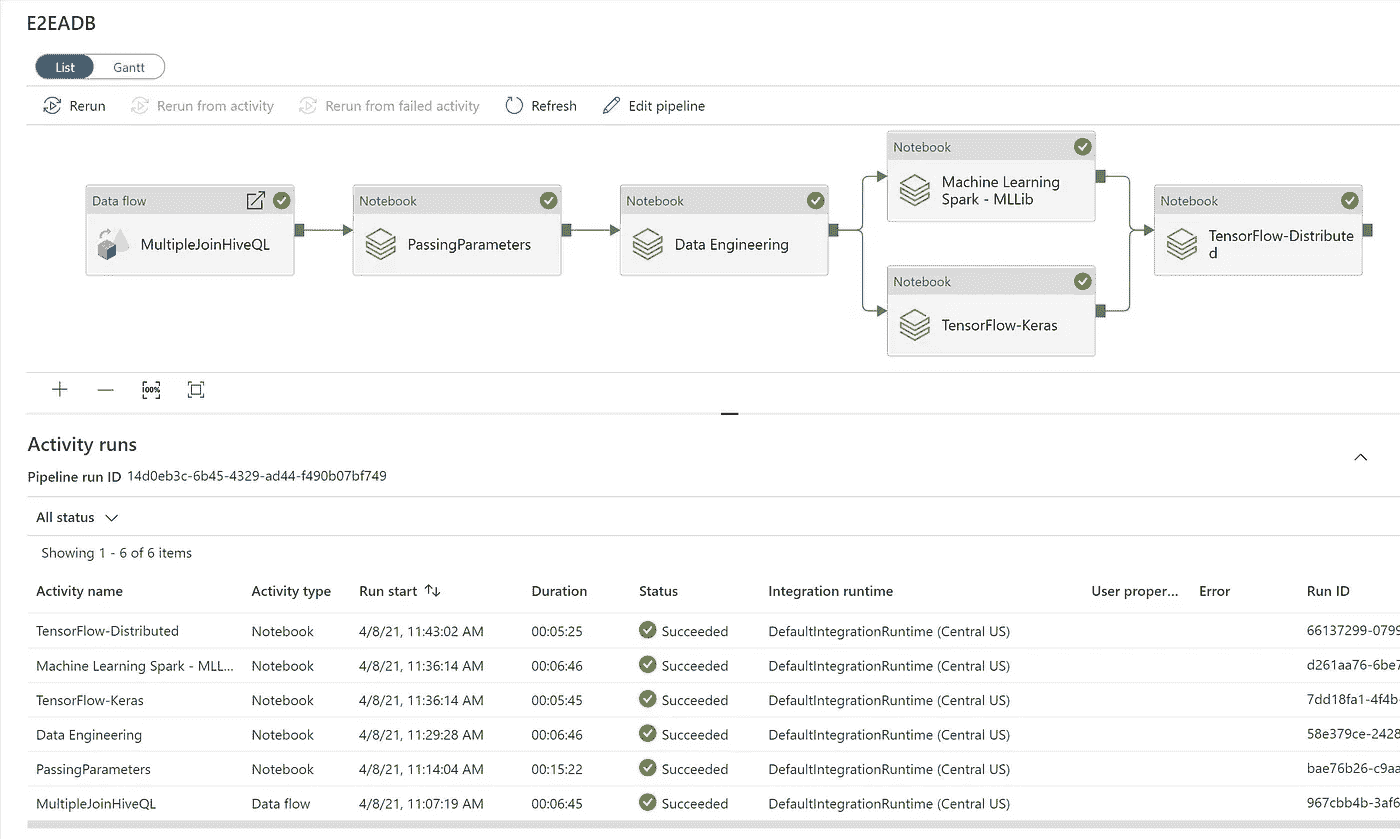 E2EADB
List Gantt
Rerun Rerun from activity Rerun from failed activity Refresh Edit pipeline
Data flow
MultipleJoinHiveQL
Notebook
PassingParameters
Notebook
Data Engineering
Notebook
Machine Learning
Spark - MLLib
Notebook
TensorFlow-Keras
Notebook
TensorFlow-Distribute
d
100%
Activity runs
Pipeline run ID 14d0eb3c-6b45-4329-ad44-f490b07bf749
All status
Showing 1 - 6 of 6 items
Activity name Activity type Run start Duration Status Integration runtime User proper... Error Run ID
TensorFlow-Distributed Notebook 4/8/21, 11:43:02 AM 00:05:25 Succeeded DefaultIntegrationRuntime (Central US) 66137299-0799
Machine Learning Spark - MLL... Notebook 4/8/21, 11:36:14 AM 00:06:46 Succeeded DefaultIntegrationRuntime (Central US) d261aa76-6be7
TensorFlow-Keras Notebook 4/8/21, 11:36:14 AM 00:05:45 Succeeded DefaultIntegrationRuntime (Central US) 7dd18fa1-4f4b-
Data Engineering Notebook 4/8/21, 11:29:28 AM 00:06:46 Succeeded DefaultIntegrationRuntime (Central US) 58e379ce-2428
PassingParameters Notebook 4/8/21, 11:14:04 AM 00:15:22 Succeeded DefaultIntegrationRuntime (Central US) bae76b26-c9aa
MultipleJoinHiveQL Data flow 4/8/21, 11:07:19 AM 00:06:45 Succeeded DefaultIntegrationRuntime (Central US) 967cbb4b-3af6